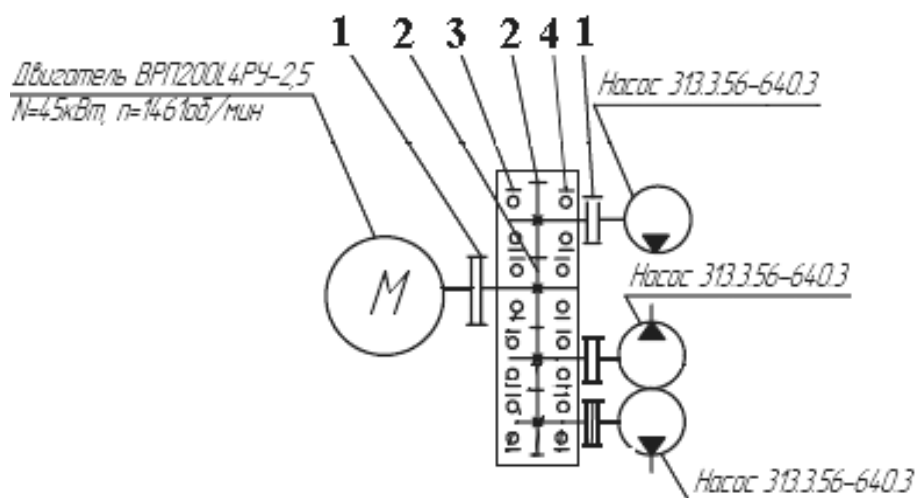 1 2 3 2 4 1
Двигатель ВРП200L4РУ-2,5
N=45кВт, n=1461об/мин
Насос 313.3.56-640.3
М
Насос 313.3.56-640.3
Насос 313.3.56-640.3